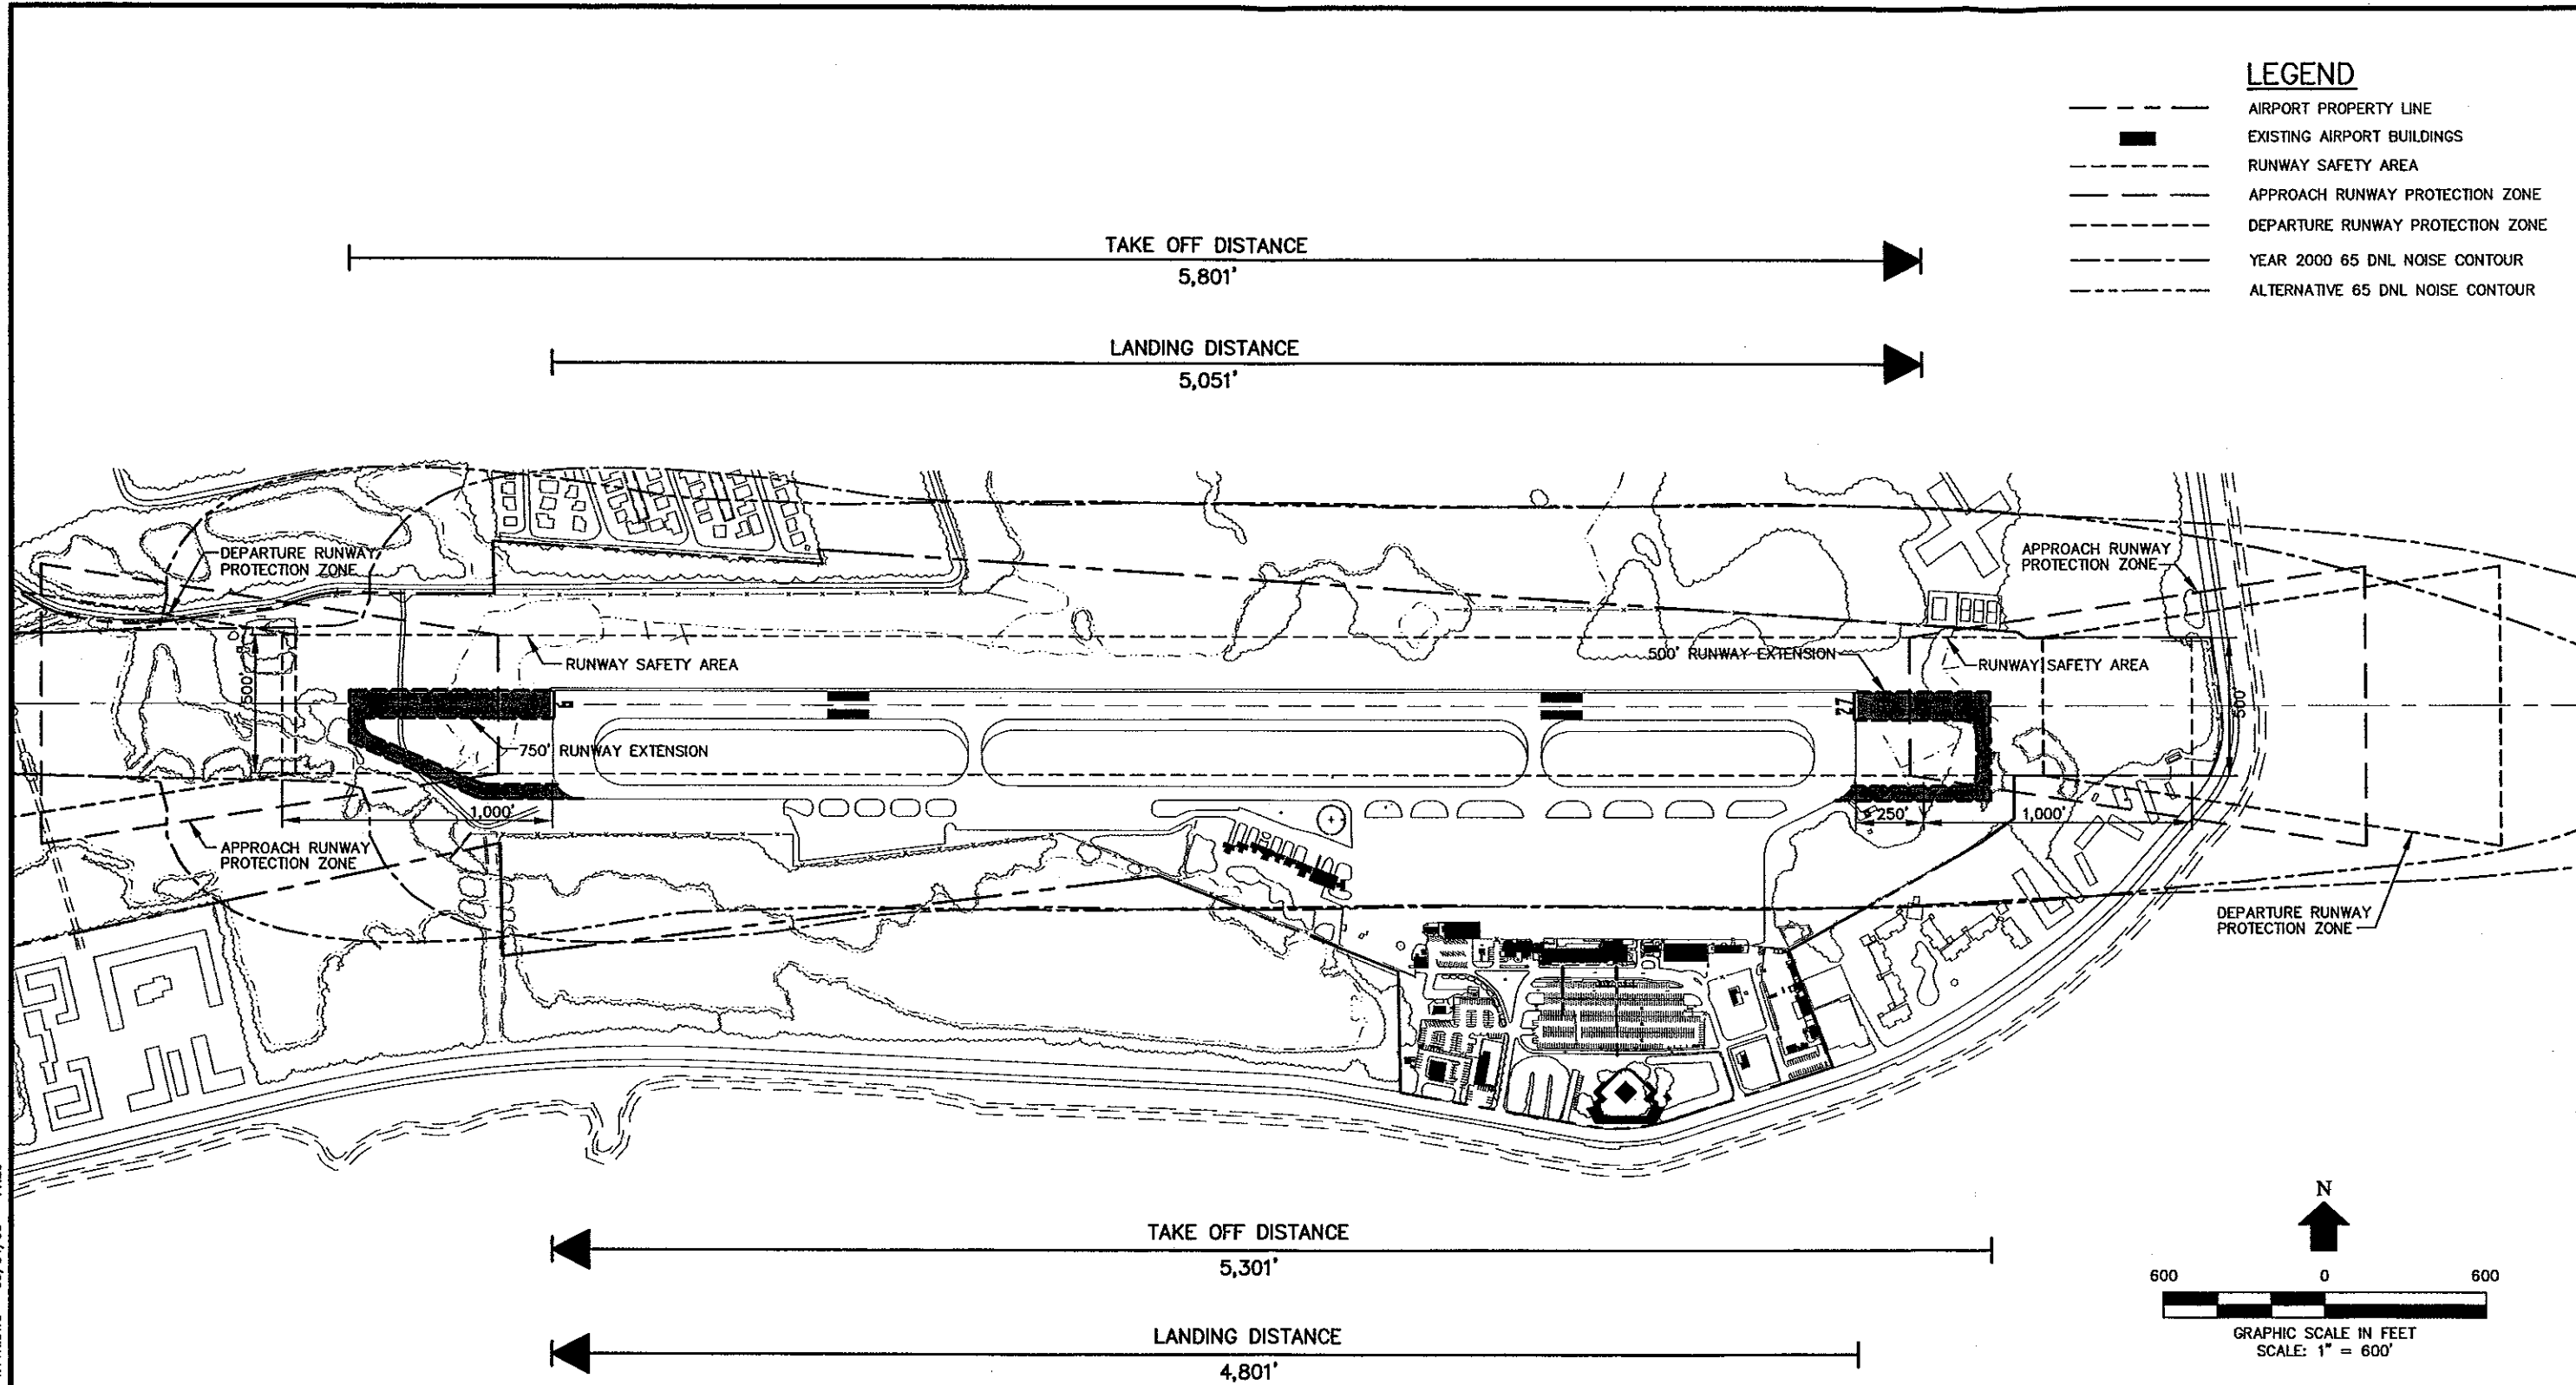 LEGEND
AIRPORT PROPERTY LINE
EXISTING AIRPORT BUILDINGS
RUNWAY SAFETY AREA
APPROACH RUNWAY PROTECTION ZONE
DEPARTURE RUNWAY PROTECTION ZONE
YEAR 2000 65 DNL NOISE CONTOUR
ALTERNATIVE 65 DNL NOISE CONTOUR
TAKE OFF DISTANCE
5,801'
LANDING DISTANCE
5,051'
DEPARTURE RUNWAY
PROTECTION ZONE
APPROACH RUNWAY
PROTECTION ZONE
RUNWAY SAFETY AREA
500' RUNWAY EXTENSION
RUNWAY SAFETY AREA
500'
27
500'
750' RUNWAY EXTENSION
1,000'
250'
1,000'
APPROACH RUNWAY
PROTECTION ZONE
DEPARTURE RUNWAY
PROTECTION ZONE
TAKE OFF DISTANCE
5,301'
LANDING DISTANCE
4,801'
N
600 0 600
GRAPHIC SCALE IN FEET
SCALE: 1" = 600'